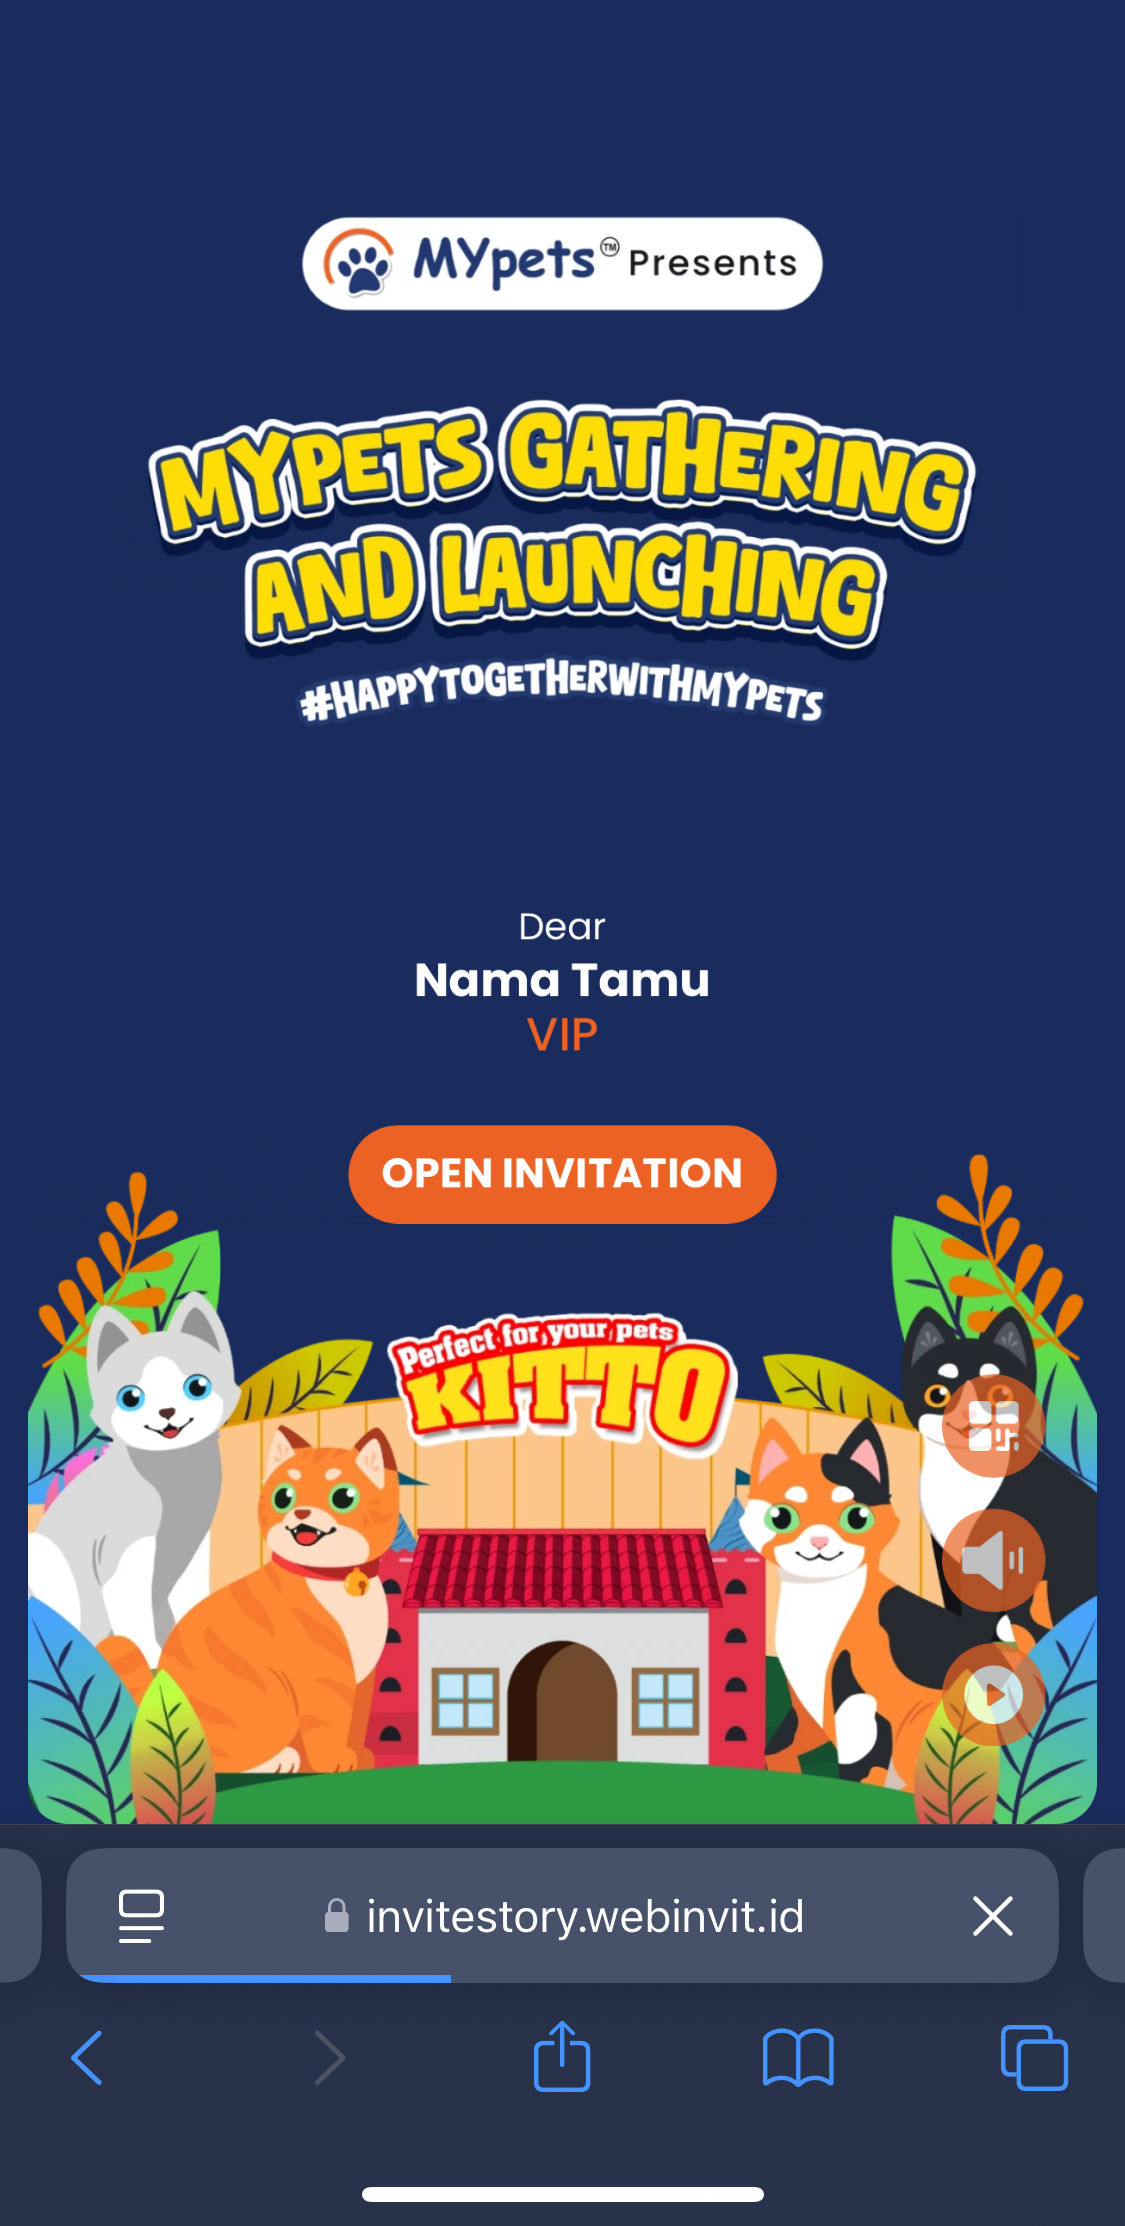 MYpets™ Presents
MYPETS GATHERING
AND LAUNCHING
#HAPPYTOGETHERWITHMYPETS
Dear
Nama Tamu
VIP
OPEN INVITATION
Perfect for your pets
KITTO
invitestory.webinvit.id